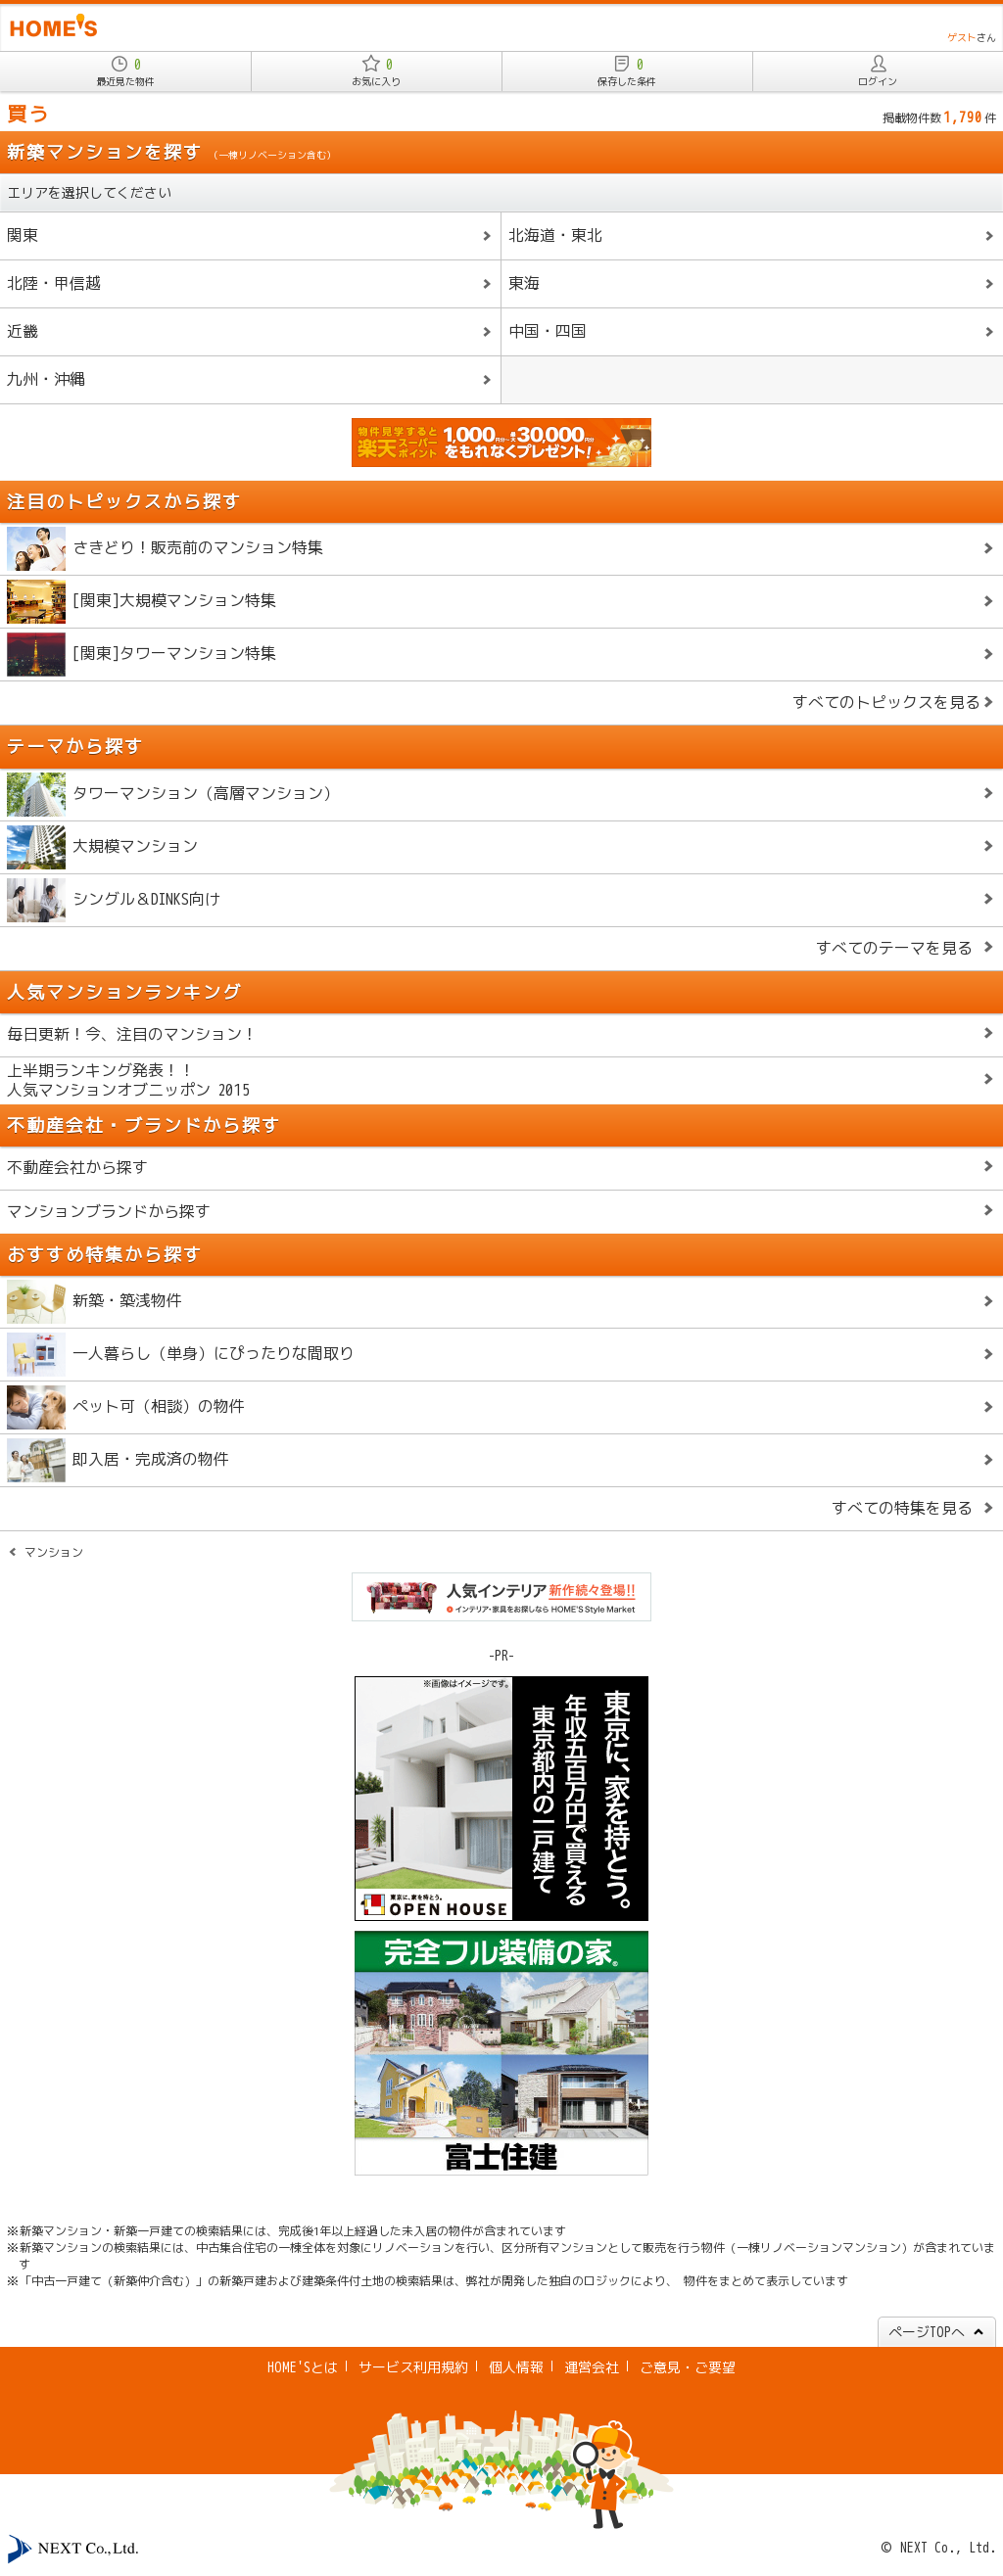 HOME'S
ゲストさん
0
最近見た物件
0
お気に入り
0
保存した条件
ログイン
買う
掲載物件数 1,790 件
新築マンションを探す (一棟リノベーション含む)
エリアを選択してください
関東
北海道・東北
北陸・甲信越
東海
近畿
中国・四国
九州・沖縄
物件見学すると
楽天スーパーポイント
1,000円分〜最大30,000円分
をもれなくプレゼント!
注目のトピックスから探す
さきどり！販売前のマンション特集
[関東]大規模マンション特集
[関東]タワーマンション特集
すべてのトピックスを見る
テーマから探す
タワーマンション（高層マンション）
大規模マンション
シングル＆DINKS向け
すべてのテーマを見る
人気マンションランキング
毎日更新！今、注目のマンション！
上半期ランキング発表！！
人気マンションオブニッポン 2015
不動産会社・ブランドから探す
不動産会社から探す
マンションブランドから探す
おすすめ特集から探す
新築・築浅物件
一人暮らし（単身）にぴったりな間取り
ペット可（相談）の物件
即入居・完成済の物件
すべての特集を見る
マンション
人気インテリア新作続々登場!!
インテリア・家具をお探しなら HOME'S Style Market
-PR-
※画像はイメージです。
東京に、家を持とう。
年収五百万円で買える
東京都内の一戸建て
東京に、家を持とう。
OPEN HOUSE
完全フル装備の家®
富士住建
※新築マンション・新築一戸建ての検索結果には、完成後1年以上経過した未入居の物件が含まれています
※新築マンションの検索結果には、中古集合住宅の一棟全体を対象にリノベーションを行い、区分所有マンションとして販売を行う物件（一棟リノベーションマンション）が含まれていま
す
※「中古一戸建て（新築仲介含む）」の新築戸建および建築条件付土地の検索結果は、弊社が開発した独自のロジックにより、 物件をまとめて表示しています
ページTOPへ
HOME'Sとは | サービス利用規約 | 個人情報 | 運営会社 | ご意見・ご要望
NEXT Co.,Ltd.
© NEXT Co., Ltd.